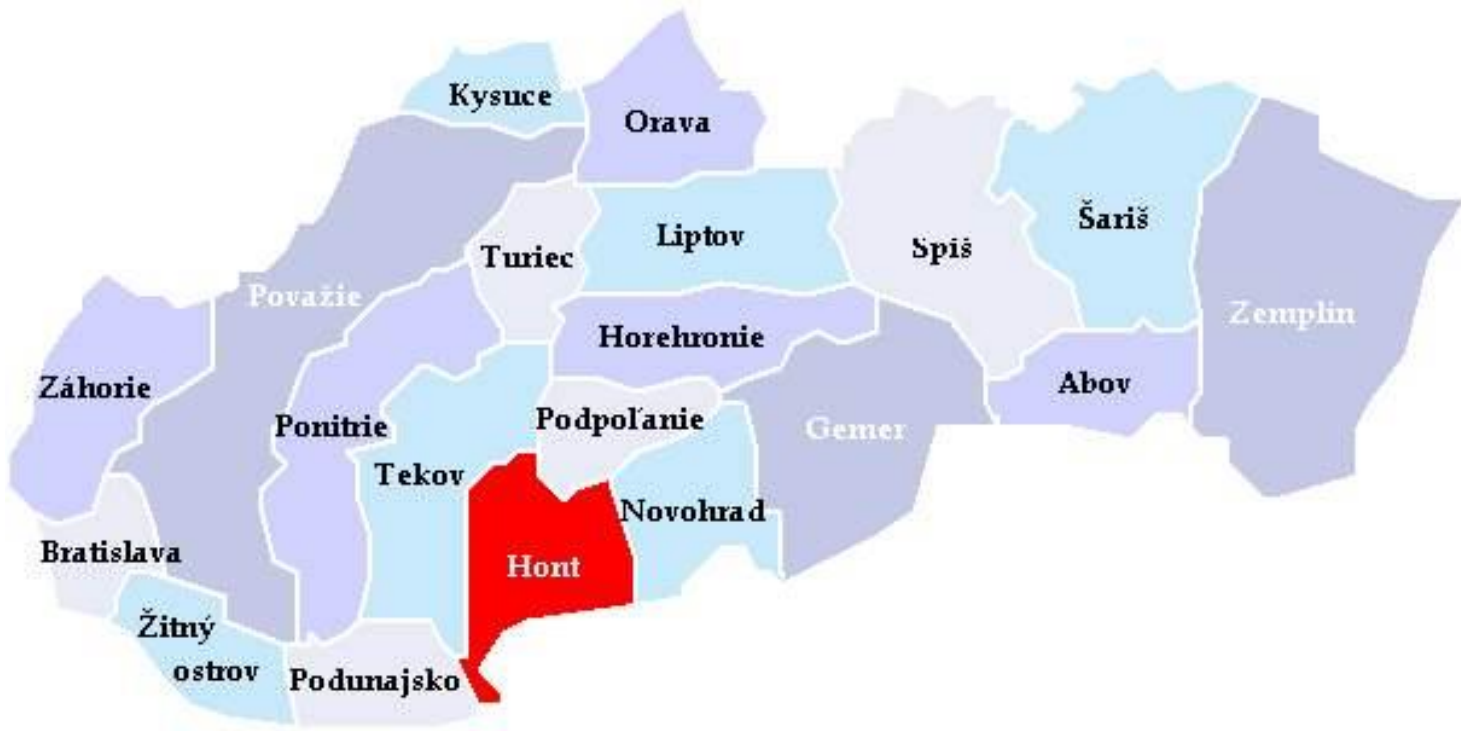 Kysuce
Orava
Šariš
Liptov
Spiš
Turiec
Považie
Zemplín
Horehronie
Záhorie
Abov
Podpoľanie
Ponitrie
Gemer
Tekov
Novohrad
Bratislava
Hont
Žitný
ostrov
Podunajsko